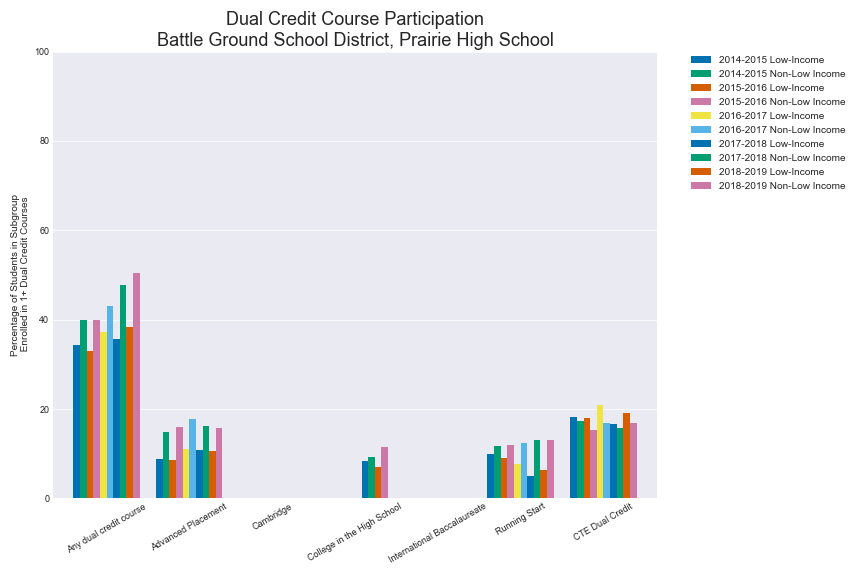 Dual Credit Course Participation
Battle Ground School District, Prairie High School
Percentage of Students in Subgroup
Enrolled in 1+ Dual Credit Courses
100
80
60
40
20
0
Any dual credit course
Advanced Placement
Cambridge
College in the High School
International Baccalaureate
Running Start
CTE Dual Credit
2014-2015 Low-Income
2014-2015 Non-Low Income
2015-2016 Low-Income
2015-2016 Non-Low Income
2016-2017 Low-Income
2016-2017 Non-Low Income
2017-2018 Low-Income
2017-2018 Non-Low Income
2018-2019 Low-Income
2018-2019 Non-Low Income